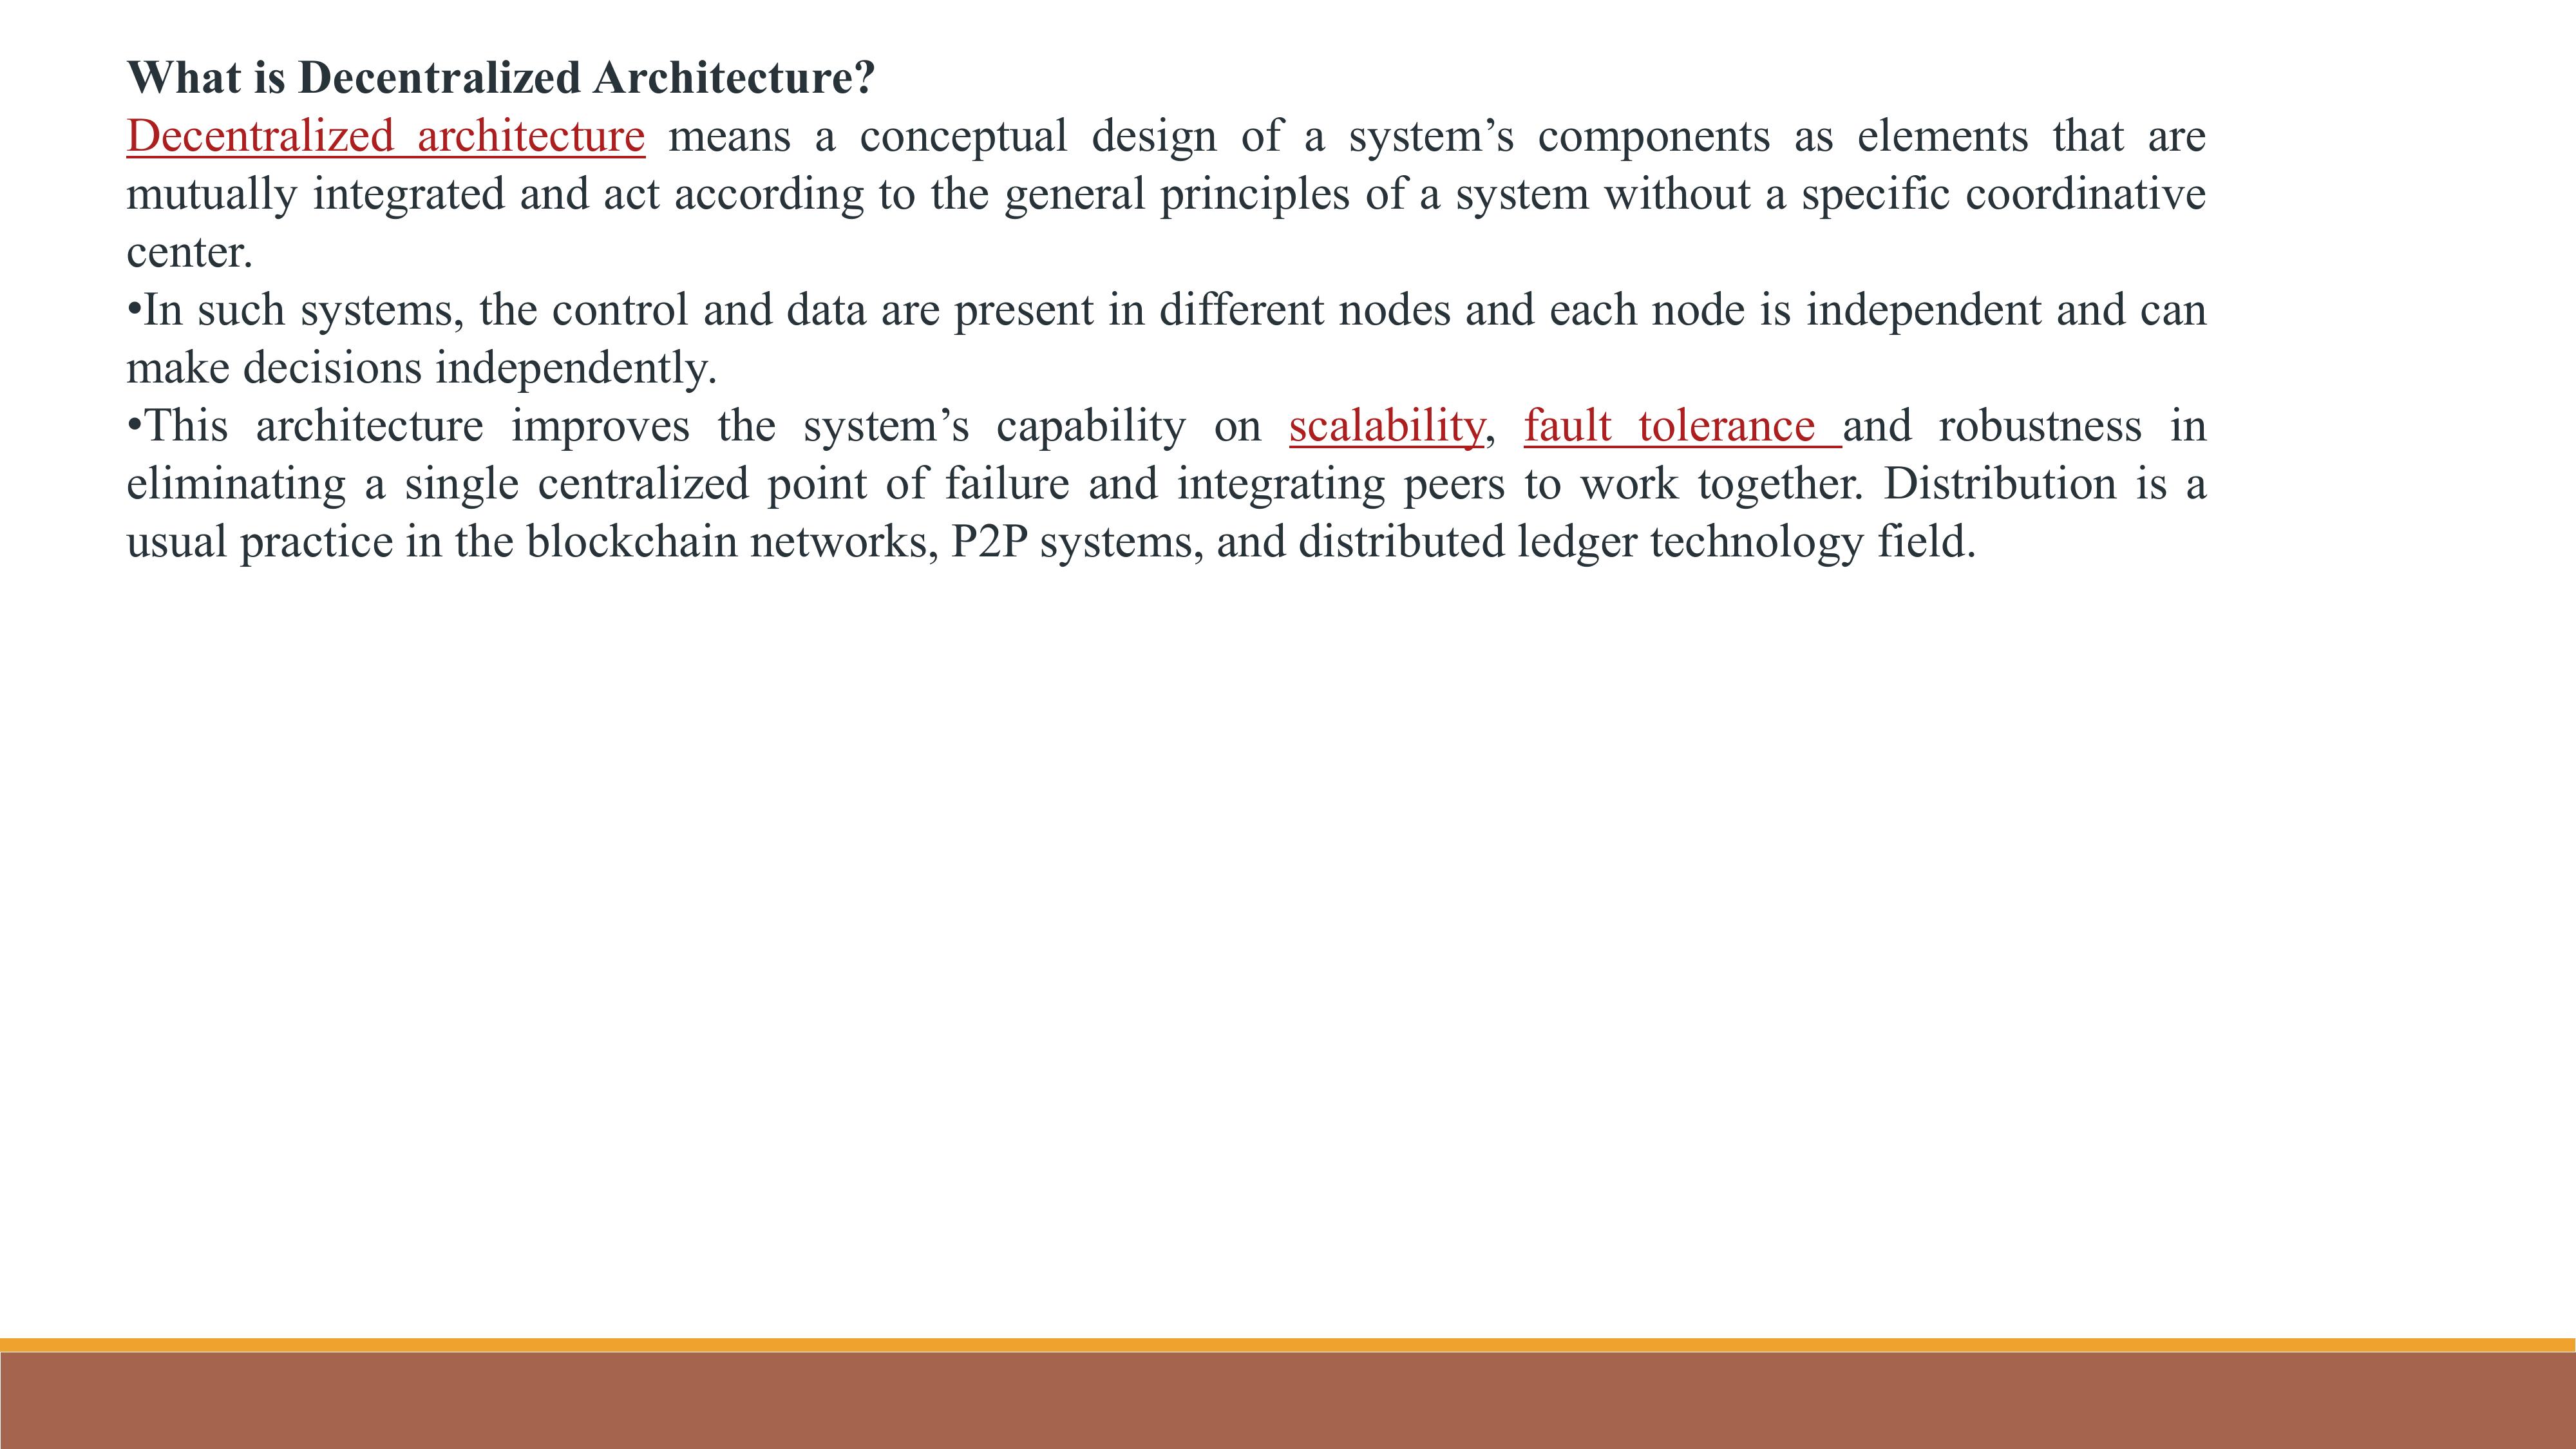 What is Decentralized Architecture?
Decentralized architecture means a conceptual design of a system’s components as elements that are
mutually integrated and act according to the general principles of a system without a specific coordinative
center.
•In such systems, the control and data are present in different nodes and each node is independent and can
make decisions independently.
•This architecture improves the system’s capability on scalability, fault tolerance and robustness in
eliminating a single centralized point of failure and integrating peers to work together. Distribution is a
usual practice in the blockchain networks, P2P systems, and distributed ledger technology field.